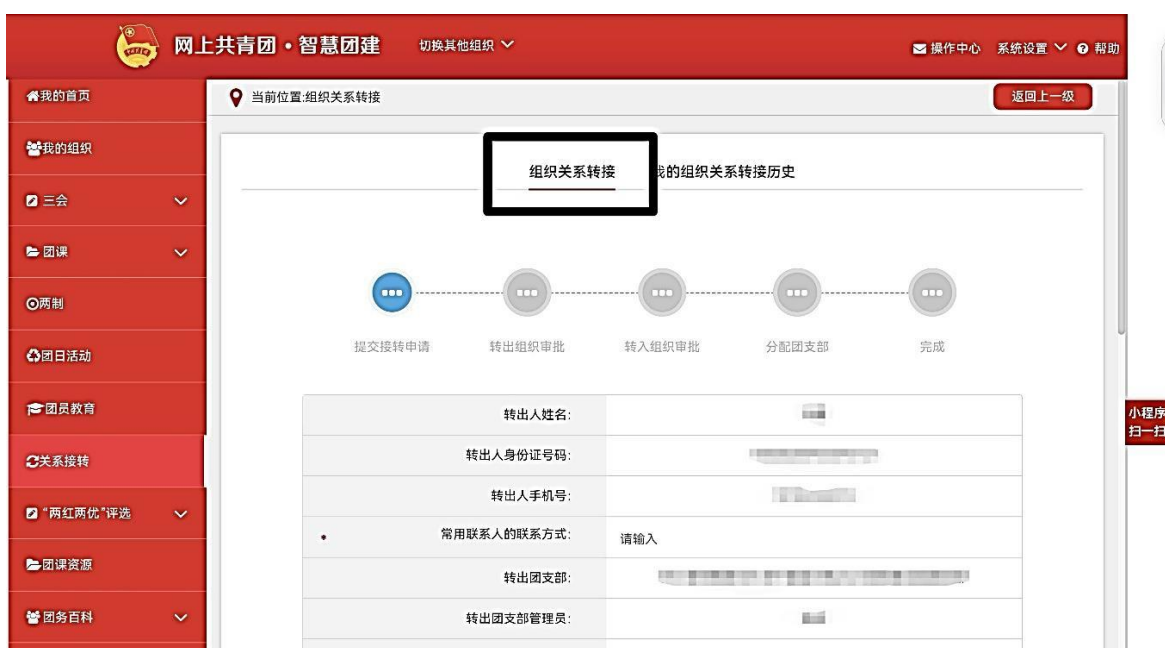 网上共青团·智慧团建 切换其他组织
操作中心 系统设置 帮助
我的首页
当前位置:组织关系转接
返回上一级
我的组织
组织关系转接
我的组织关系转接历史
三会
团课
两制
团日活动
提交接转申请 转出组织审批 转入组织审批 分配团支部 完成
团员教育
转出人姓名:
小程序
扫一扫
关系接转
转出人身份证号码:
转出人手机号:
“两红两优”评选
常用联系人的联系方式: 请输入
团课资源
转出团支部:
团务百科
转出团支部管理员: